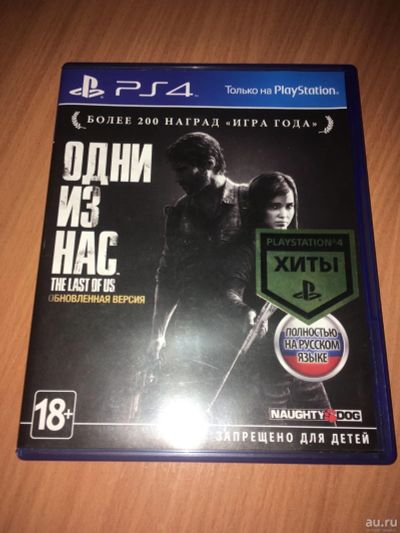 PS4
Только на PlayStation.
БОЛЕЕ 200 НАГРАД «ИГРА ГОДА»
ОДНИ
ИЗ
НАС
THE LAST OF US
ОБНОВЛЕННАЯ ВЕРСИЯ
PLAYSTATION®4
ХИТЫ
ПОЛНОСТЬЮ
НА РУССКОМ
ЯЗЫКЕ
18+
NAUGHTY DOG
ЗАПРЕЩЕНО ДЛЯ ДЕТЕЙ
au.ru